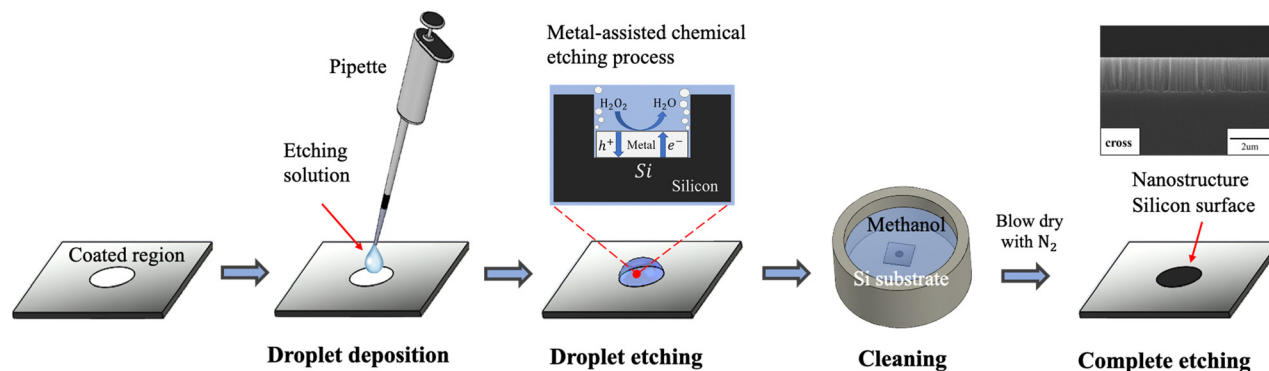 Pipette
Etching
solution
Metal-assisted chemical
etching process
H₂O₂
H₂O
h⁺
Metal
e⁻
Si
Silicon
cross
2um
Nanostructure
Silicon surface
Coated region
Methanol
Si substrate
Blow dry
with N₂
Droplet deposition
Droplet etching
Cleaning
Complete etching